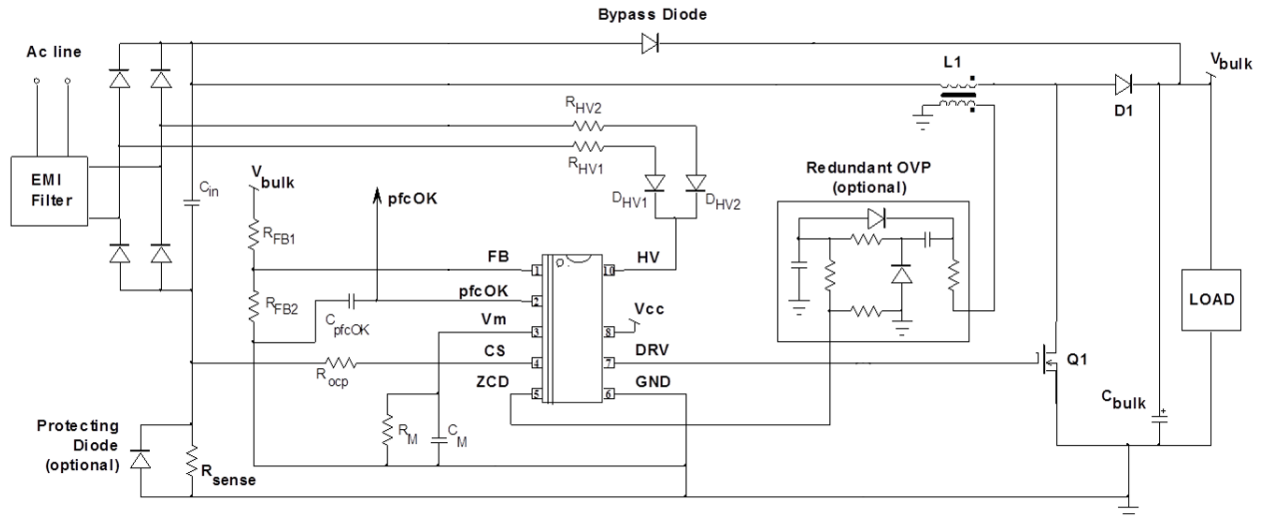 Bypass Diode
Ac line
L1
V bulk
D1
R HV2
R HV1
Redundant OVP
(optional)
EMI
Filter
C in
V bulk
pfcOK
D HV1
D HV2
R FB1
FB
HV
1
10
R FB2
pfcOK
2
C pfcOK
Vm
3
8
Vcc
LOAD
CS
4
7
DRV
Q1
R ocp
ZCD
5
6
GND
C bulk
+
Protecting
Diode
(optional)
R M
C M
R sense